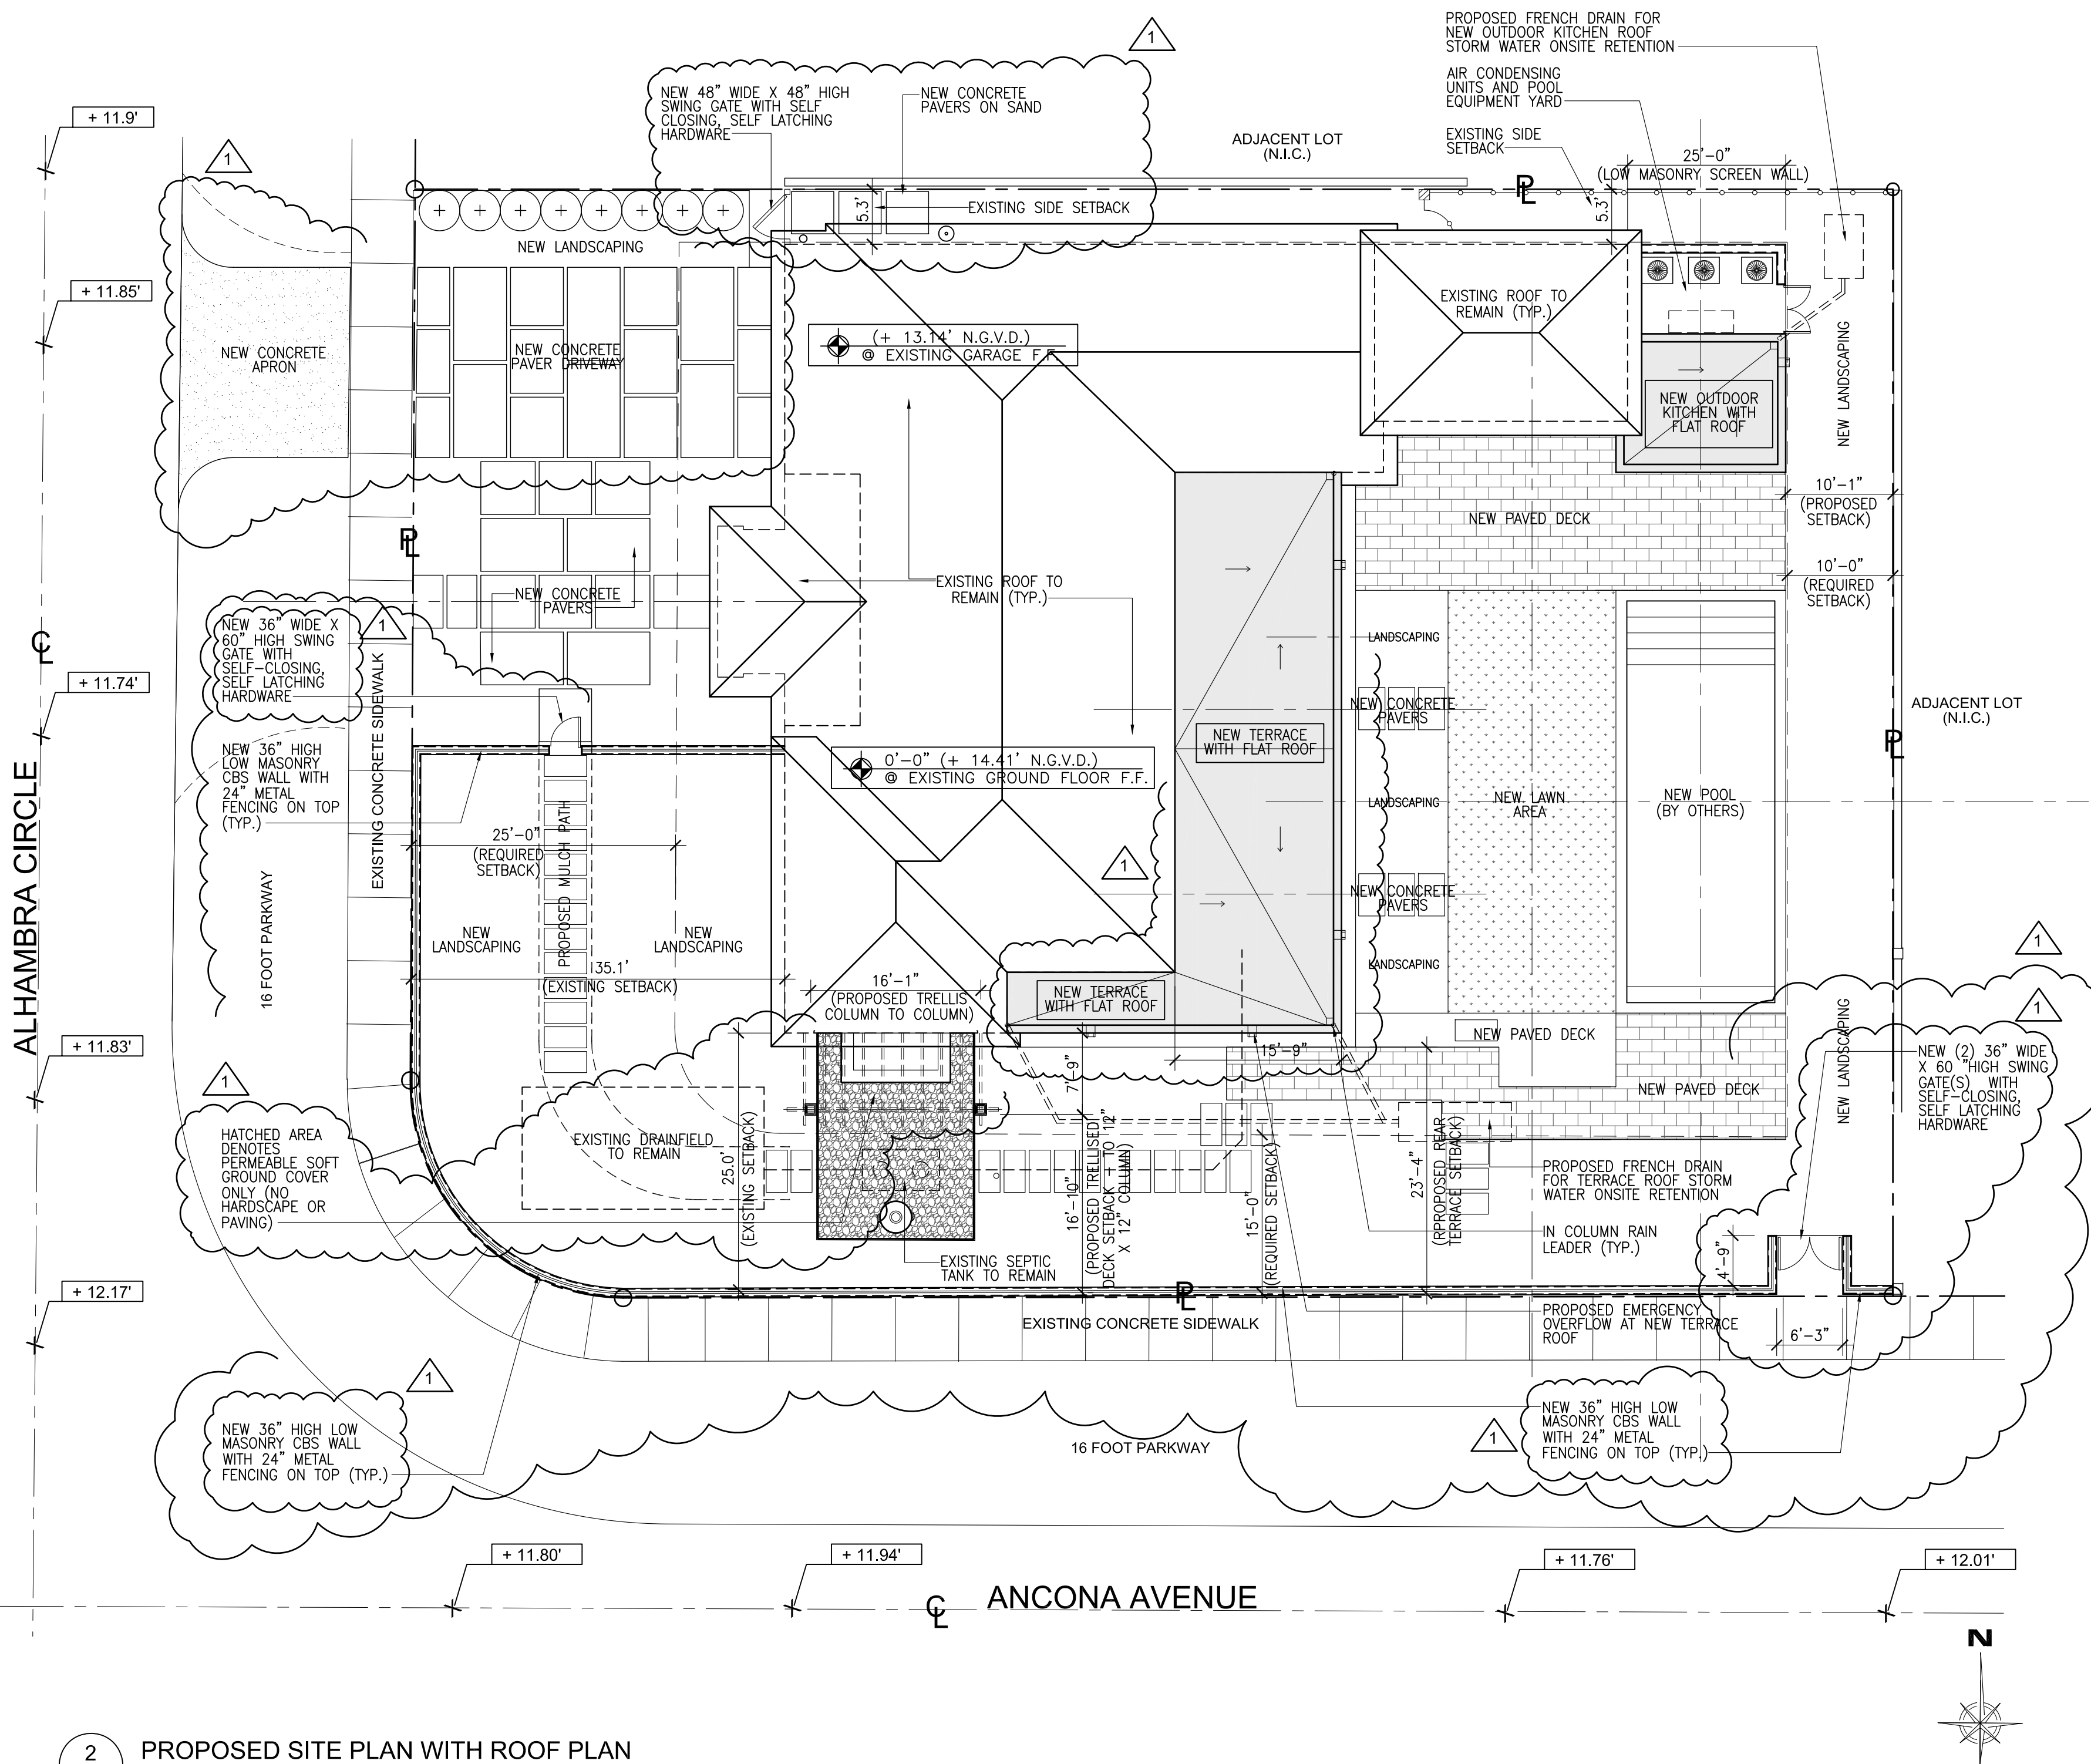 1
PROPOSED FRENCH DRAIN FOR
NEW OUTDOOR KITCHEN ROOF
STORM WATER ONSITE RETENTION
AIR CONDENSING
UNITS AND POOL
EQUIPMENT YARD
EXISTING SIDE
SETBACK
25'-0"
(LOW MASONRY SCREEN WALL)
ADJACENT LOT
(N.I.C.)
NEW 48" WIDE X 48" HIGH
SWING GATE WITH SELF
CLOSING, SELF LATCHING
HARDWARE
NEW CONCRETE
PAVERS ON SAND
+ 11.9'
1
5.3'
EXISTING SIDE SETBACK
PL
5.3'
NEW LANDSCAPING
+ 11.85'
NEW CONCRETE
APRON
NEW CONCRETE
PAVER DRIVEWAY
(+ 13.14' N.G.V.D.)
@ EXISTING GARAGE F.F.
EXISTING ROOF TO
REMAIN (TYP.)
NEW OUTDOOR
KITCHEN WITH
FLAT ROOF
NEW LANDSCAPING
10'-1"
(PROPOSED
SETBACK)
NEW PAVED DECK
PL
10'-0"
(REQUIRED
SETBACK)
EXISTING ROOF TO
REMAIN (TYP.)
NEW CONCRETE
PAVERS
NEW 36" WIDE X
60" HIGH SWING
GATE WITH
SELF-CLOSING,
SELF LATCHING
HARDWARE
1
CL
+ 11.74'
EXISTING CONCRETE SIDEWALK
LANDSCAPING
NEW CONCRETE
PAVERS
ADJACENT LOT
(N.I.C.)
PL
NEW 36" HIGH
LOW MASONRY
CBS WALL WITH
24" METAL
FENCING ON TOP
(TYP.)
NEW TERRACE
WITH FLAT ROOF
0'-0" (+ 14.41' N.G.V.D.)
@ EXISTING GROUND FLOOR F.F.
LANDSCAPING
NEW LAWN
AREA
NEW POOL
(BY OTHERS)
25'-0"
(REQUIRED
SETBACK)
PROPOSED MULCH PATH
ALHAMBRA CIRCLE
16 FOOT PARKWAY
1
NEW CONCRETE
PAVERS
NEW
LANDSCAPING
NEW
LANDSCAPING
LANDSCAPING
35.1'
(EXISTING SETBACK)
16'-1"
(PROPOSED TRELLIS
COLUMN TO COLUMN)
NEW TERRACE
WITH FLAT ROOF
1
1
NEW LANDSCAPING
NEW PAVED DECK
+ 11.83'
15'-9"
7'-9"
NEW (2) 36" WIDE
X 60 "HIGH SWING
GATE(S) WITH
SELF-CLOSING,
SELF LATCHING
HARDWARE
NEW PAVED DECK
1
HATCHED AREA
DENOTES
PERMEABLE SOFT
GROUND COVER
ONLY (NO
HARDSCAPE OR
PAVING)
EXISTING DRAINFIELD
TO REMAIN
25.0'
(EXISTING SETBACK)
16'-10"
(PROPOSED TRELLISED
DECK SETBACK - TO 12"
X 12" COLUMN)
15'-0"
(REQUIRED SETBACK)
23'-4"
(RPROPOSED REAR
TERRACE SETBACK)
PROPOSED FRENCH DRAIN
FOR TERRACE ROOF STORM
WATER ONSITE RETENTION
IN COLUMN RAIN
LEADER (TYP.)
EXISTING SEPTIC
TANK TO REMAIN
4'-9"
+ 12.17'
PL
EXISTING CONCRETE SIDEWALK
PROPOSED EMERGENCY
OVERFLOW AT NEW TERRACE
ROOF
6'-3"
1
NEW 36" HIGH LOW
MASONRY CBS WALL
WITH 24" METAL
FENCING ON TOP (TYP.)
16 FOOT PARKWAY
1
NEW 36" HIGH LOW
MASONRY CBS WALL
WITH 24" METAL
FENCING ON TOP (TYP.)
+ 11.80'
+ 11.94'
+ 11.76'
+ 12.01'
CL
ANCONA AVENUE
N
2
PROPOSED SITE PLAN WITH ROOF PLAN